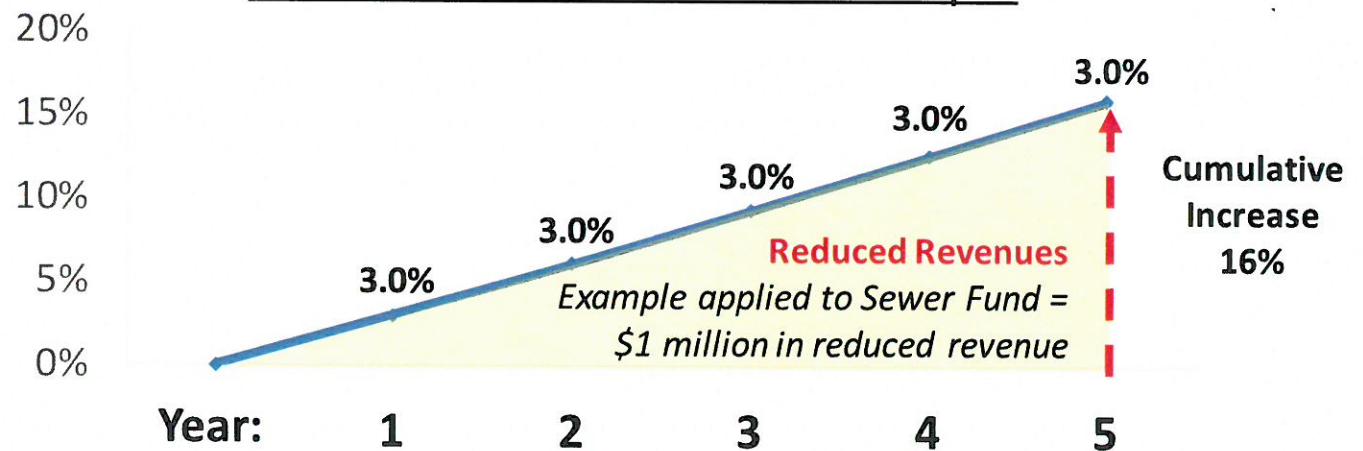 20%
15%
10%
5%
0%
3.0%
3.0%
3.0%
3.0%
3.0%
Cumulative
Increase
16%
Reduced Revenues
Example applied to Sewer Fund =
$1 million in reduced revenue
Year: 1 2 3 4 5